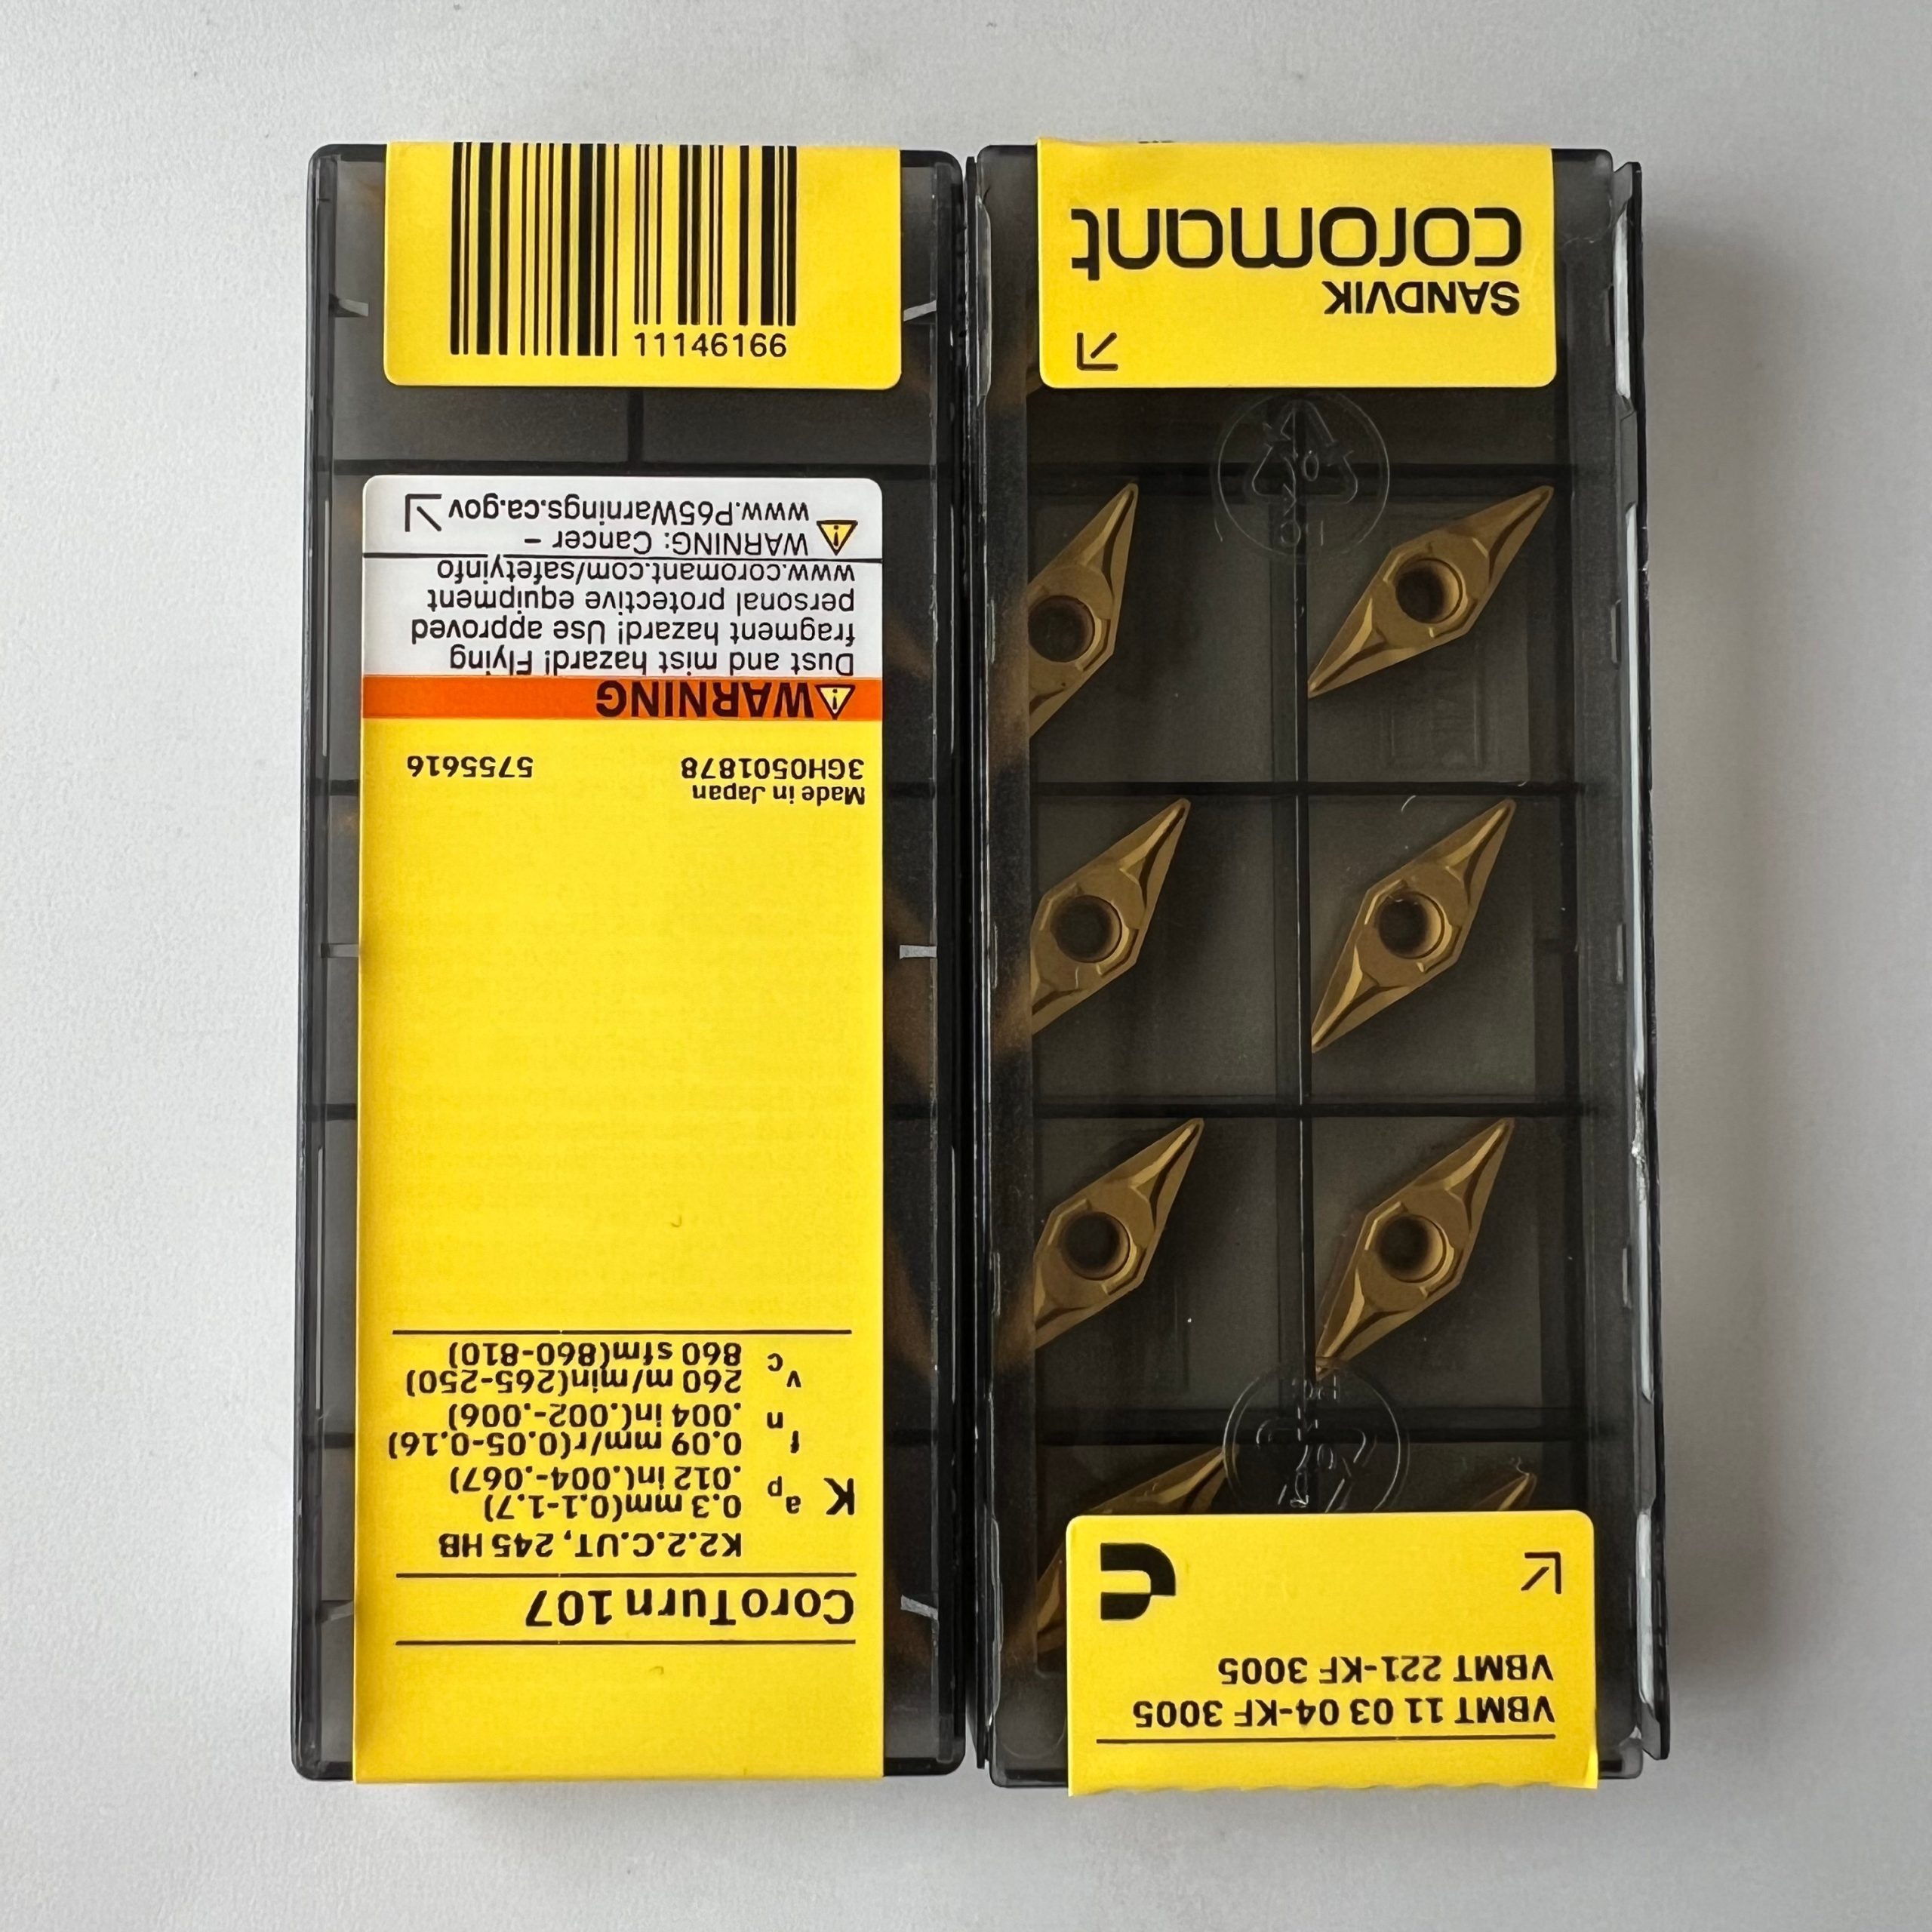 VBMT 11 03 04-KF 3005
VBMT 221-KF 3005
SANDVIK
coromant
CoroTurn 107
K2.2.C.UT, 245 HB
K ap 0.3 mm(0.1-1.7)
.012 in(.004-.067)
fn 0.09 mm/r(0.05-0.16)
.004 in(.002-.006)
vc 260 m/min(265-250)
860 sfm(860-810)
Made in Japan
3GH0501878 5755616
WARNING
Dust and mist hazard! Flying
fragment hazard! Use approved
personal protective equipment
www.coromant.com/safetyinfo
WARNING: Cancer -
www.P65Warnings.ca.gov
11146166